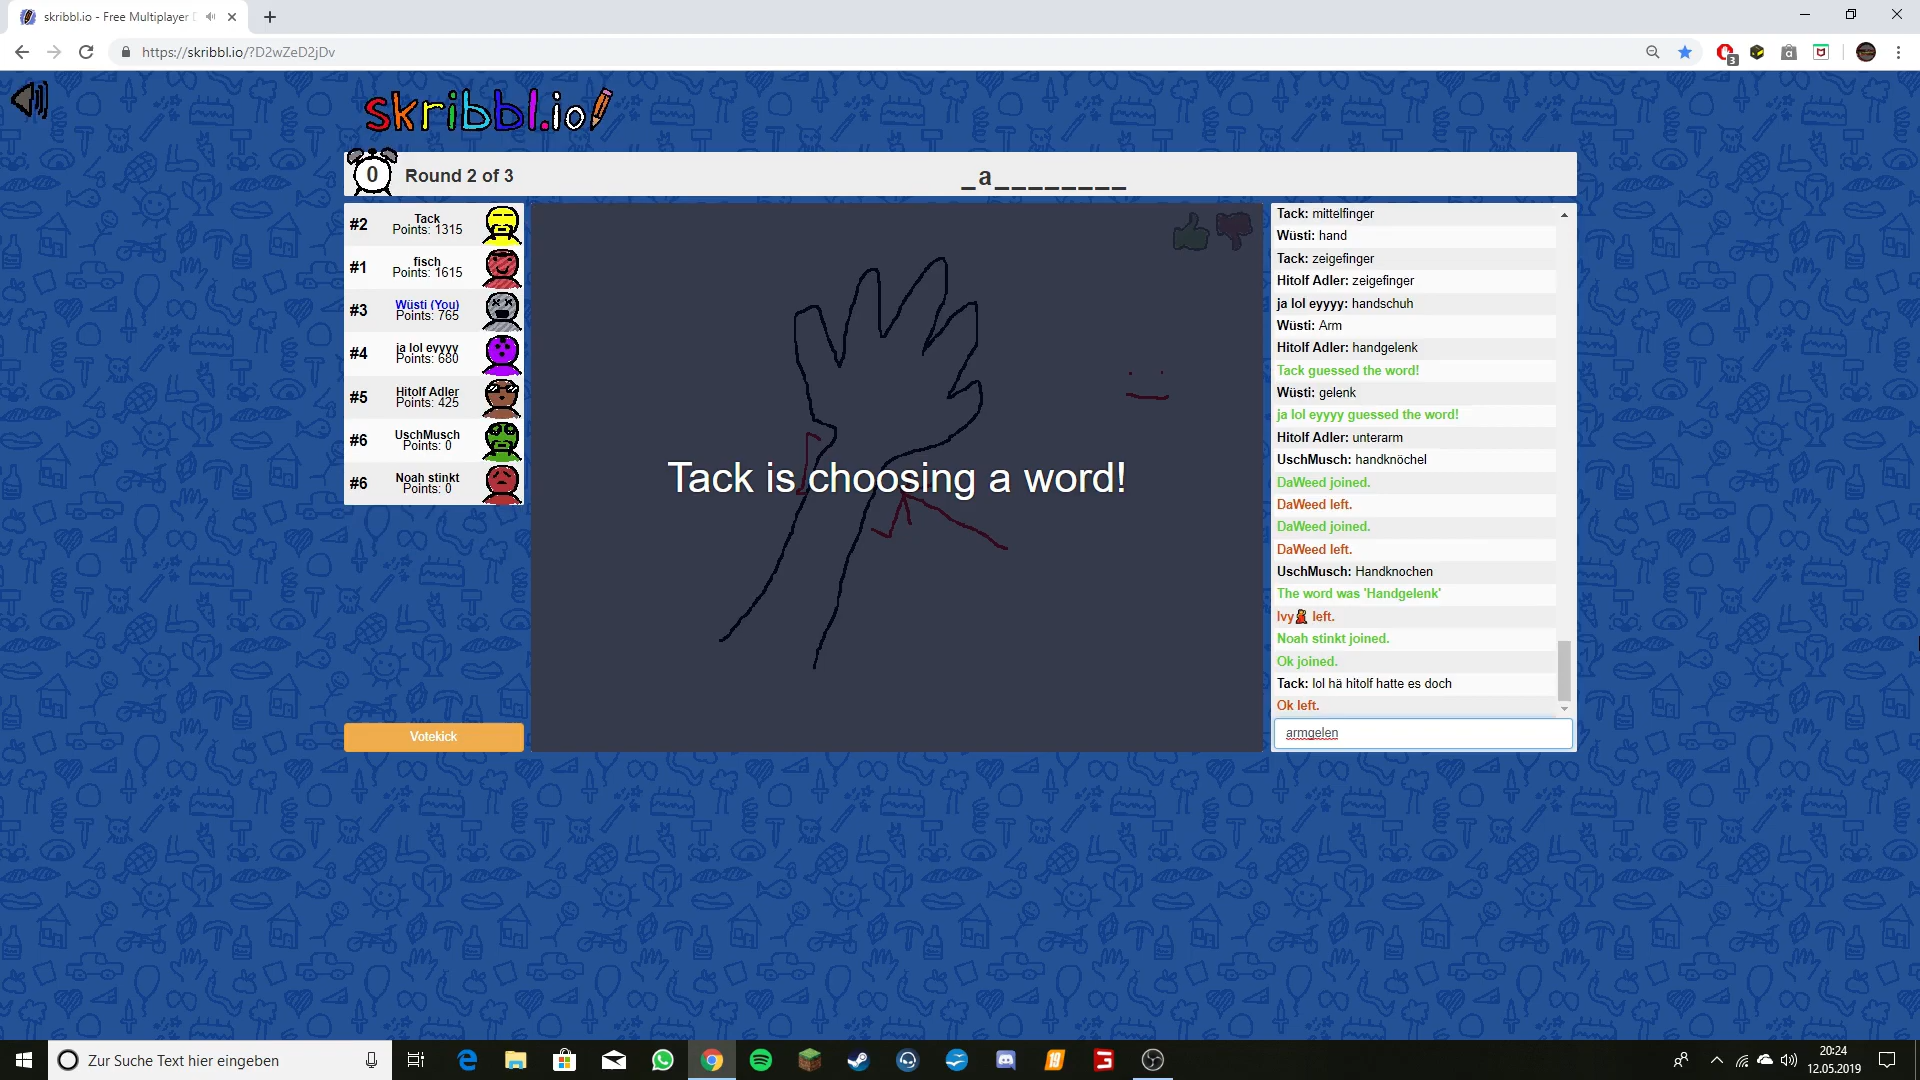 skribbl.io - Free Multiplayer D
https://skribbl.io/?D2wZeD2jDv
3
skribbl.io
0
Round 2 of 3
_a________
#2 Tack
Points: 1315
#1 fisch
Points: 1615
#3 Wüsti (You)
Points: 765
#4 ja lol eyyyy
Points: 680
#5 Hitolf Adler
Points: 425
#6 UschMusch
Points: 0
#6 Noah stinkt
Points: 0
Votekick
Tack is choosing a word!
Tack: mittelfinger
Wüsti: hand
Tack: zeigefinger
Hitolf Adler: zeigefinger
ja lol eyyyy: handschuh
Wüsti: Arm
Hitolf Adler: handgelenk
Tack guessed the word!
Wüsti: gelenk
ja lol eyyyy guessed the word!
Hitolf Adler: unterarm
UschMusch: handknöchel
DaWeed joined.
DaWeed left.
DaWeed joined.
DaWeed left.
UschMusch: Handknochen
The word was 'Handgelenk'
Ivy left.
Noah stinkt joined.
Ok joined.
Tack: lol hä hitolf hatte es doch
Ok left.
armgelen
Zur Suche Text hier eingeben
19
20:24
12.05.2019